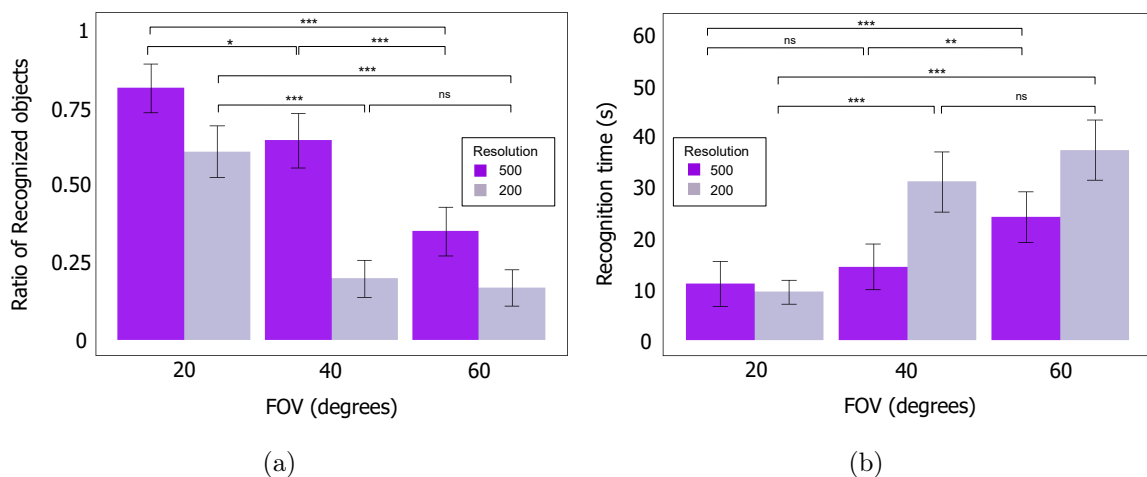 Ratio of Recognized objects
1
0.75
0.50
0.25
0
***
*
***
***
***
ns
Resolution
500
200
20
40
60
FOV (degrees)
(a)
Recognition time (s)
60
50
40
30
20
10
0
***
ns
**
***
***
ns
Resolution
500
200
20
40
60
FOV (degrees)
(b)